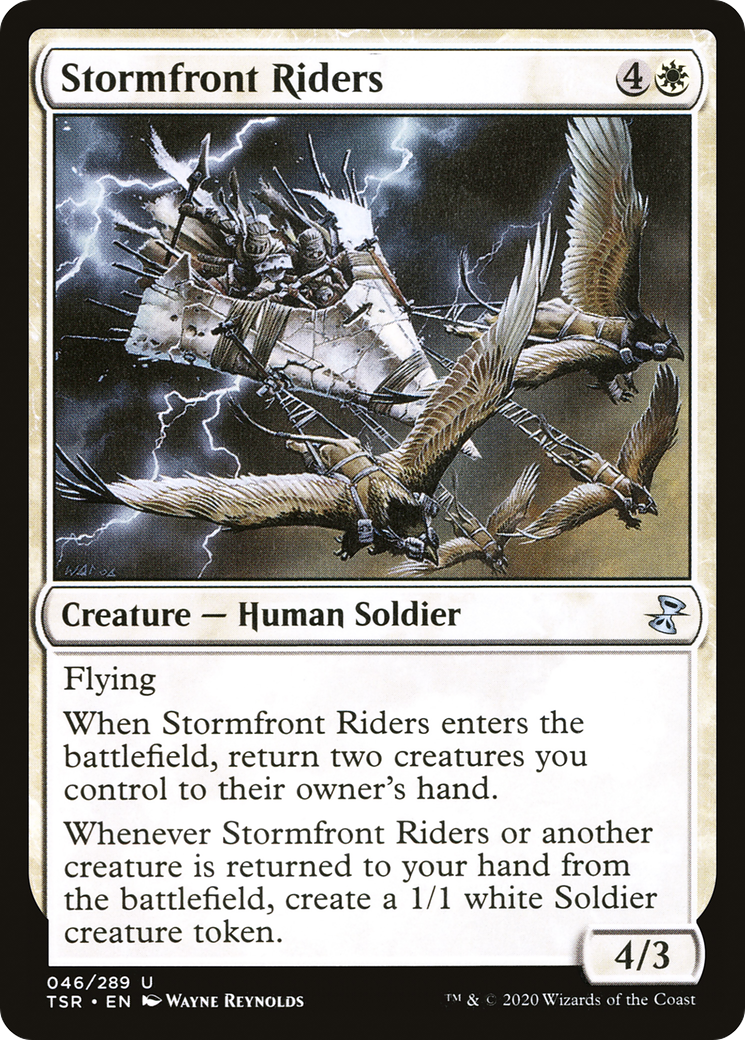 Stormfront Riders 4
Creature — Human Soldier
Flying
When Stormfront Riders enters the
battlefield, return two creatures you
control to their owner's hand.
Whenever Stormfront Riders or another
creature is returned to your hand from
the battlefield, create a 1/1 white Soldier
creature token.
4/3
046/289 U
TSR • EN Wayne Reynolds
™ & © 2020 Wizards of the Coast